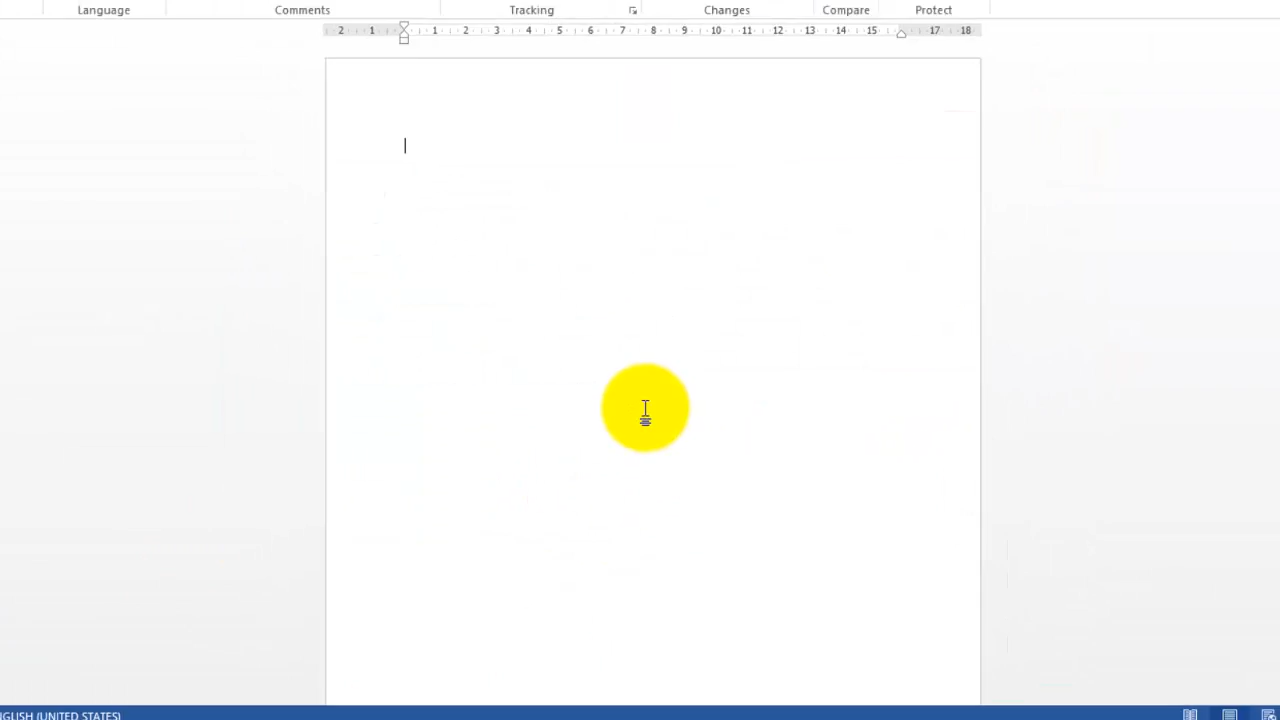 Language Comments Tracking Changes Compare Protect
2 1 1 2 3 4 5 6 7 8 9 10 11 12 13 14 15 17 18
NGLISH (UNITED STATES)